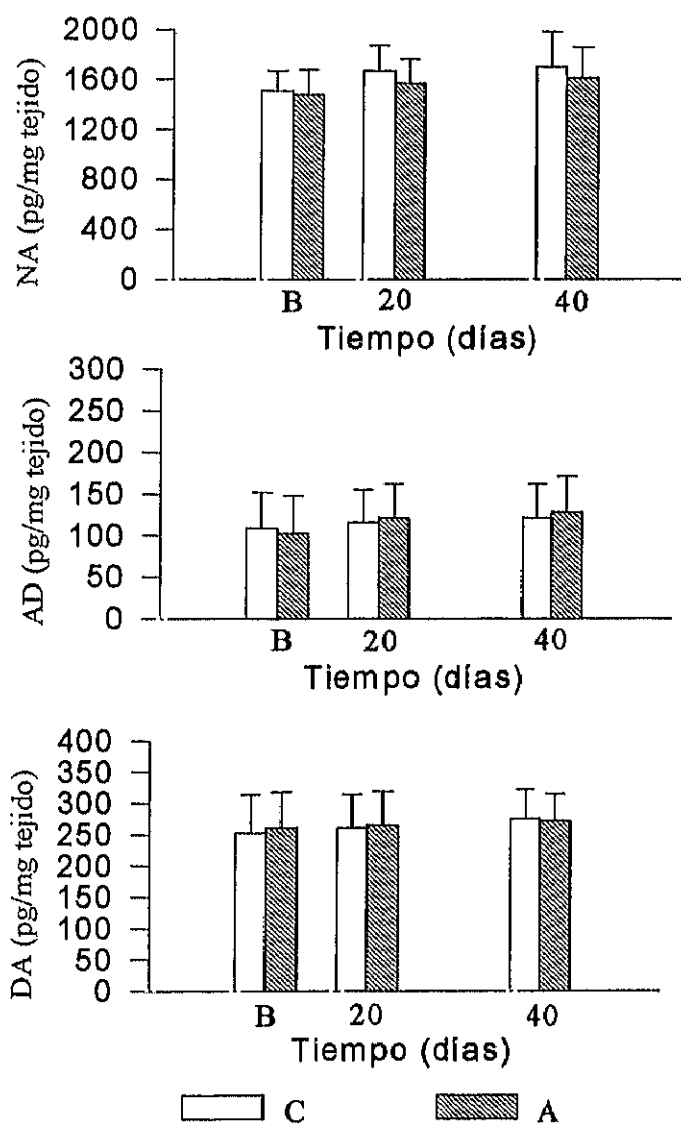 2000
1600
1200
800
400
0
NA (pg/mg tejido)
B 20 40
Tiempo (días)
300
250
200
150
100
50
0
AD (pg/mg tejido)
B 20 40
Tiempo (días)
400
350
300
250
200
150
100
50
0
DA (pg/mg tejido)
B 20 40
Tiempo (días)
C A